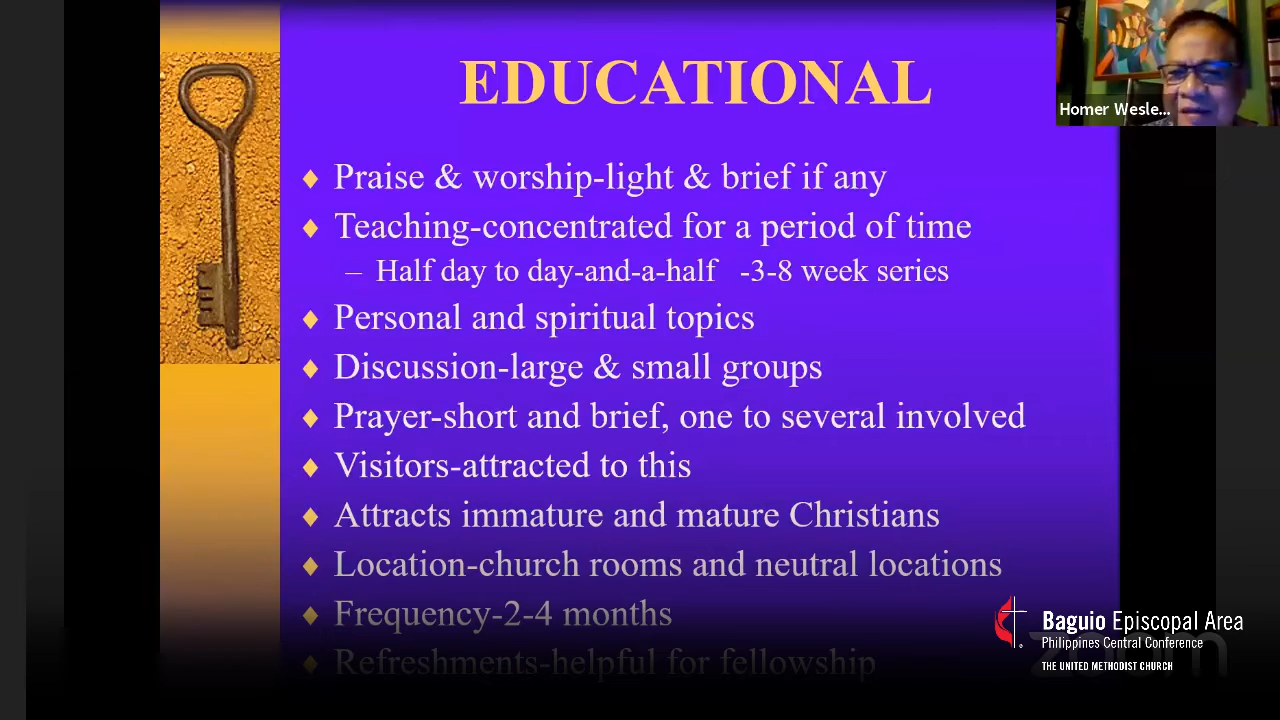 EDUCATIONAL
Homer Wesle...
Praise & worship-light & brief if any
Teaching-concentrated for a period of time
– Half day to day-and-a-half -3-8 week series
Personal and spiritual topics
Discussion-large & small groups
Prayer-short and brief, one to several involved
Visitors-attracted to this
Attracts immature and mature Christians
Location-church rooms and neutral locations
Frequency-2-4 months
Refreshments-helpful for fellowship
Baguio Episcopal Area
Philippines Central Conference
THE UNITED METHODIST CHURCH
zoom